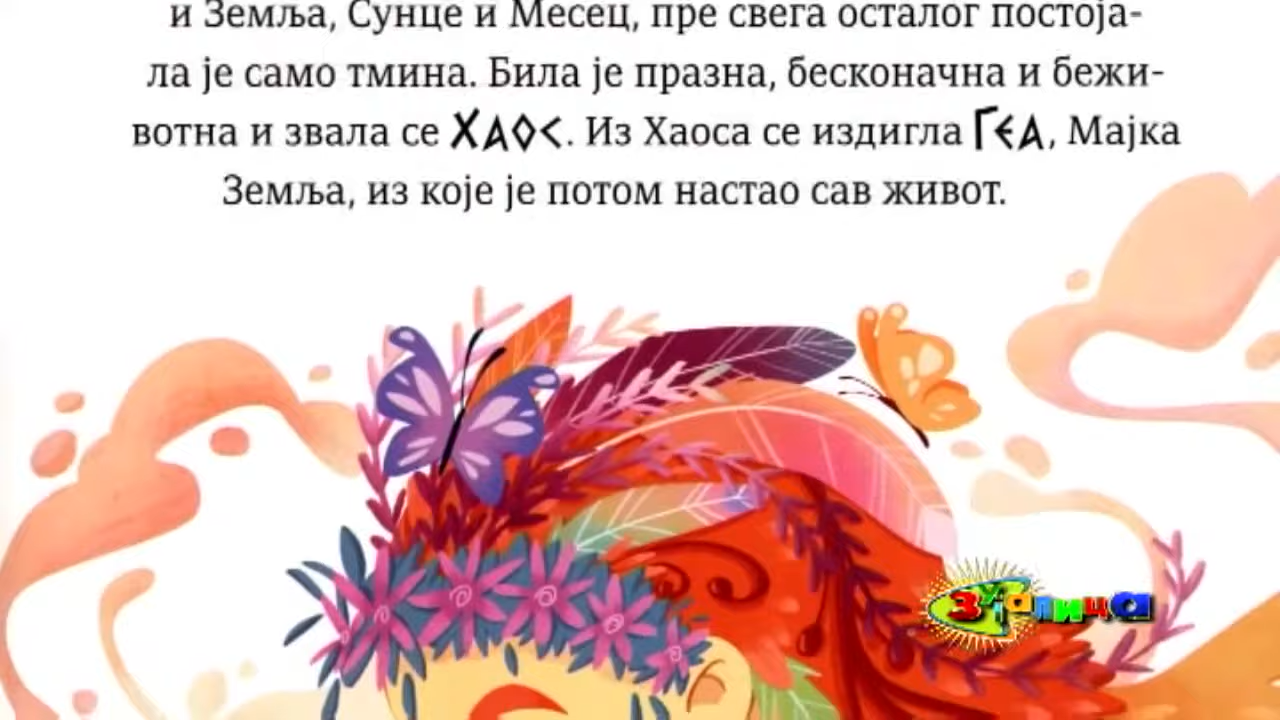 и Земља, Сунце и Месец, пре свега осталог постоја-
ла је само тмина. Била је празна, бесконачна и бежи-
вотна и звала се ХАОС. Из Хаоса се издигла ГЕА, Мајка
Земља, из које је потом настао сав живот.